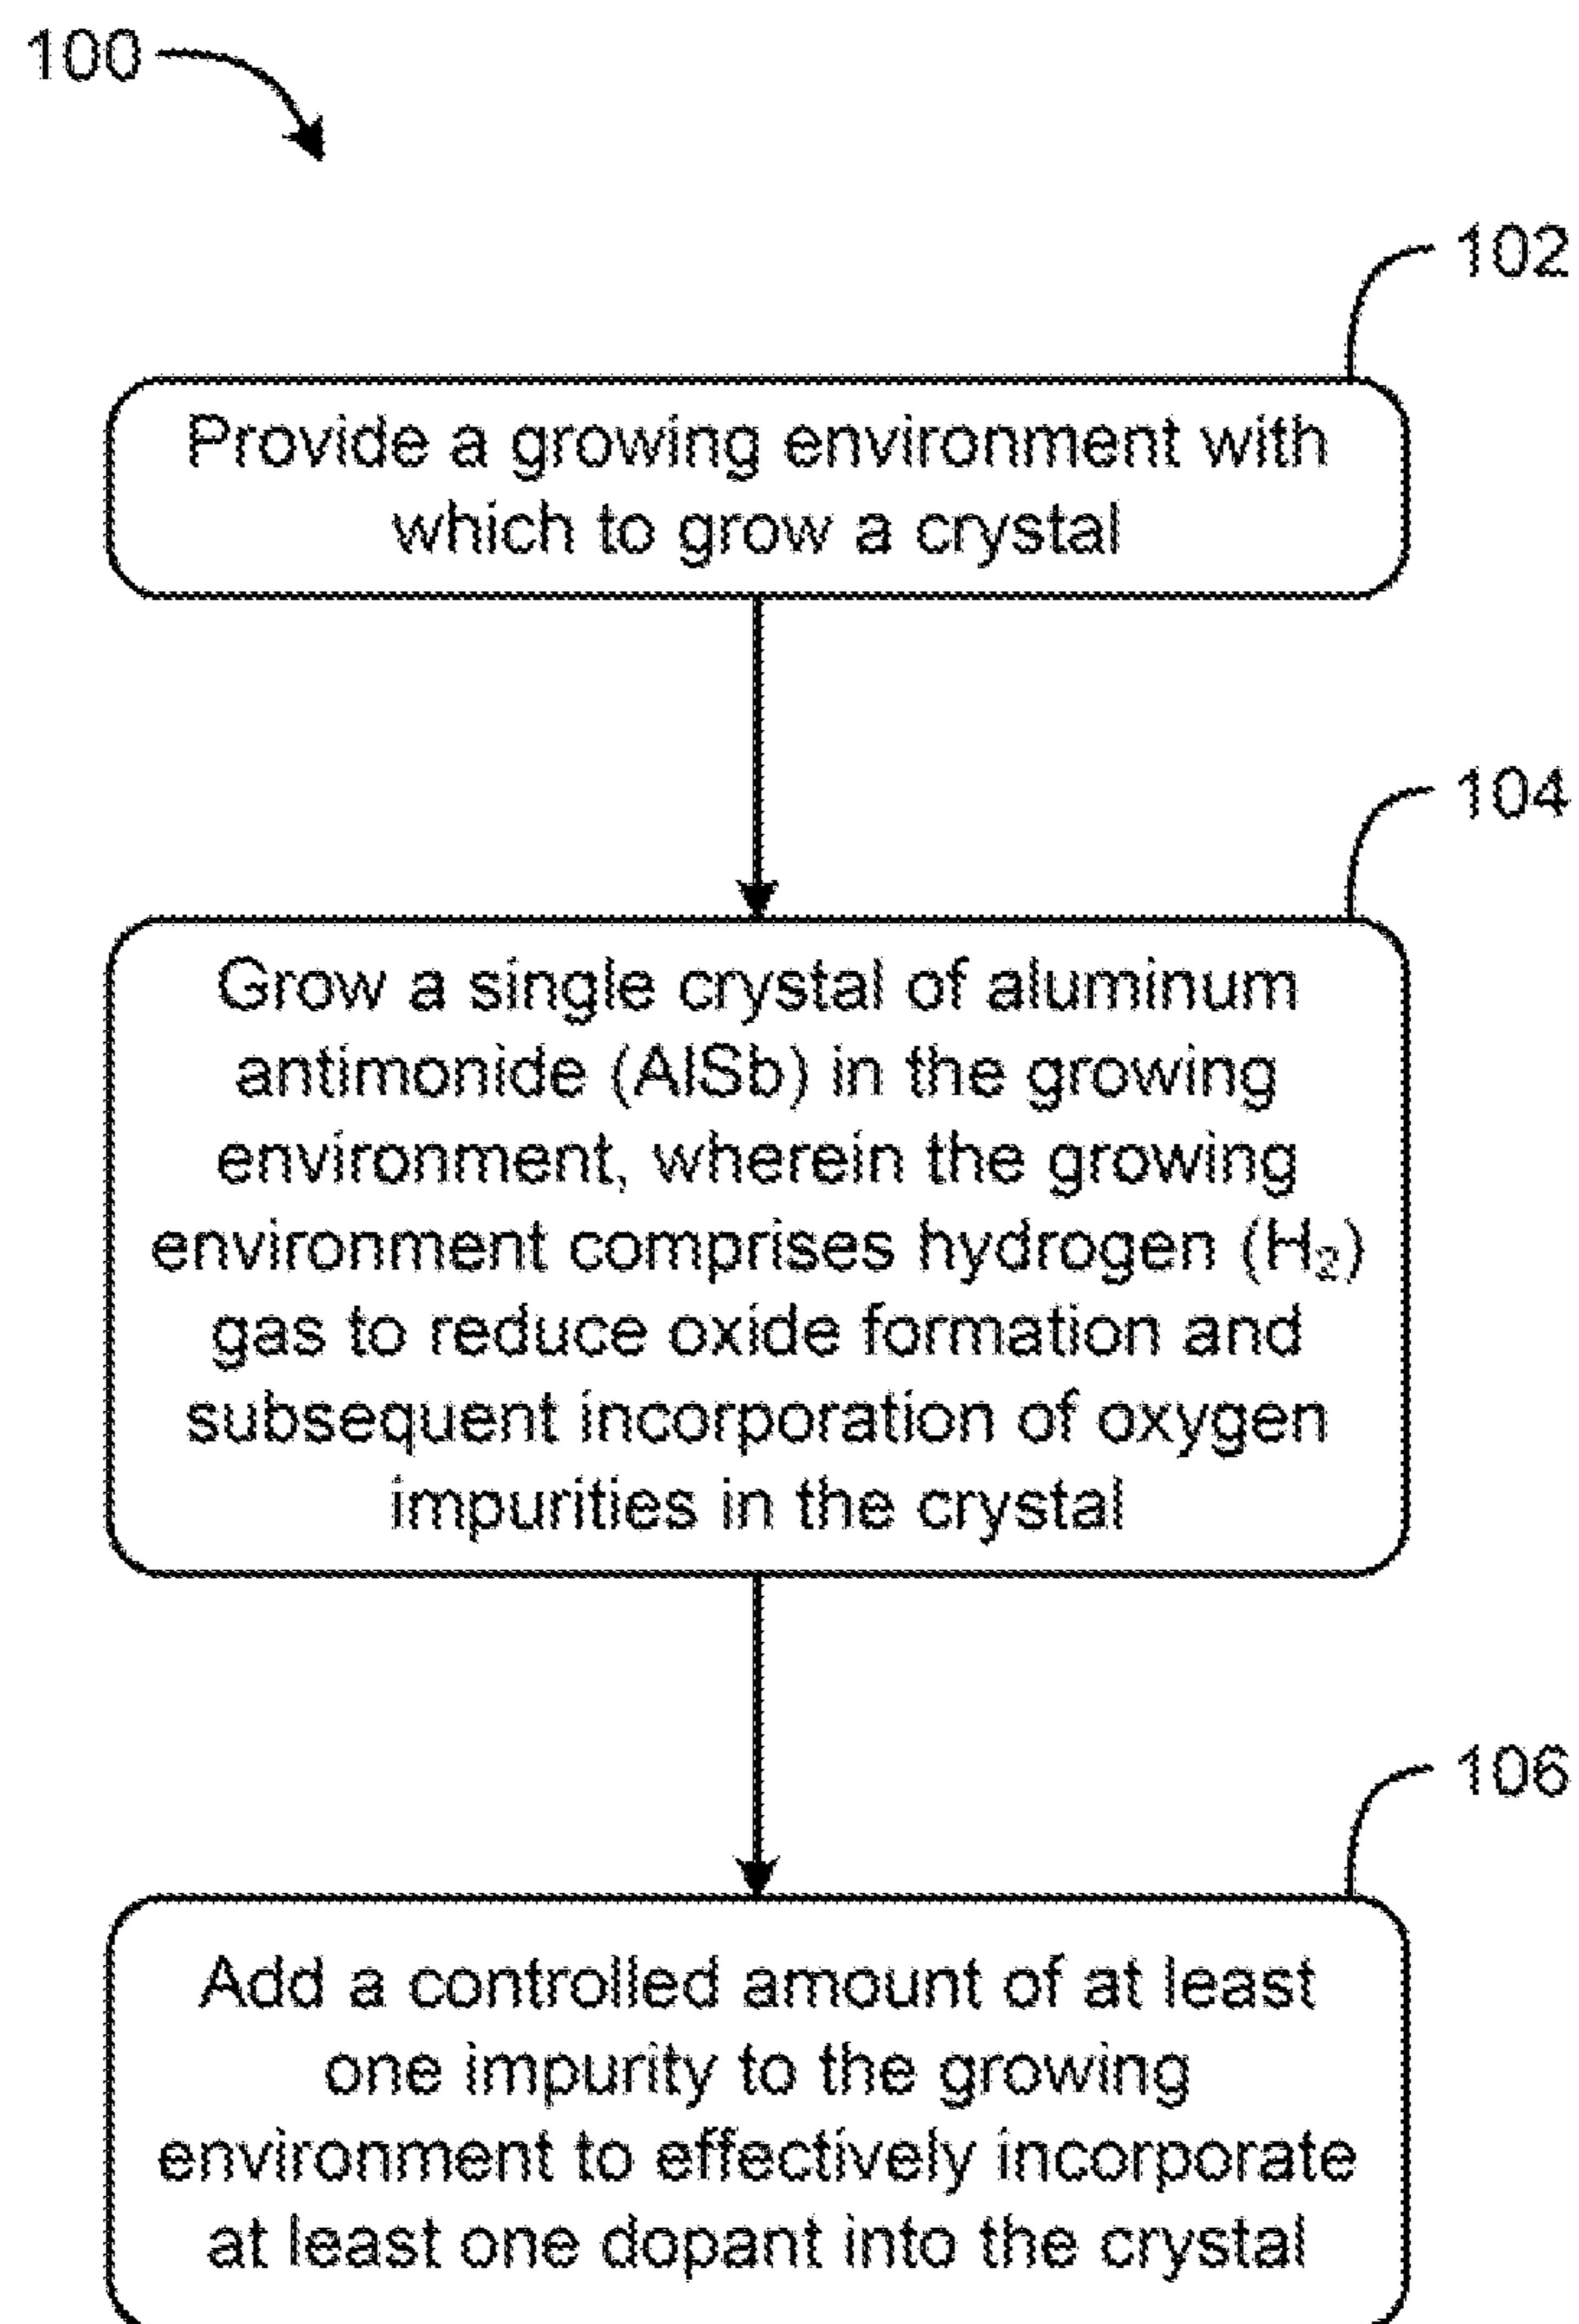 100
102
Provide a growing environment with
which to grow a crystal
104
Grow a single crystal of aluminum
antimonide (AlSb) in the growing
environment, wherein the growing
environment comprises hydrogen (H₂)
gas to reduce oxide formation and
subsequent incorporation of oxygen
impurities in the crystal
106
Add a controlled amount of at least
one impurity to the growing
environment to effectively incorporate
at least one dopant into the crystal